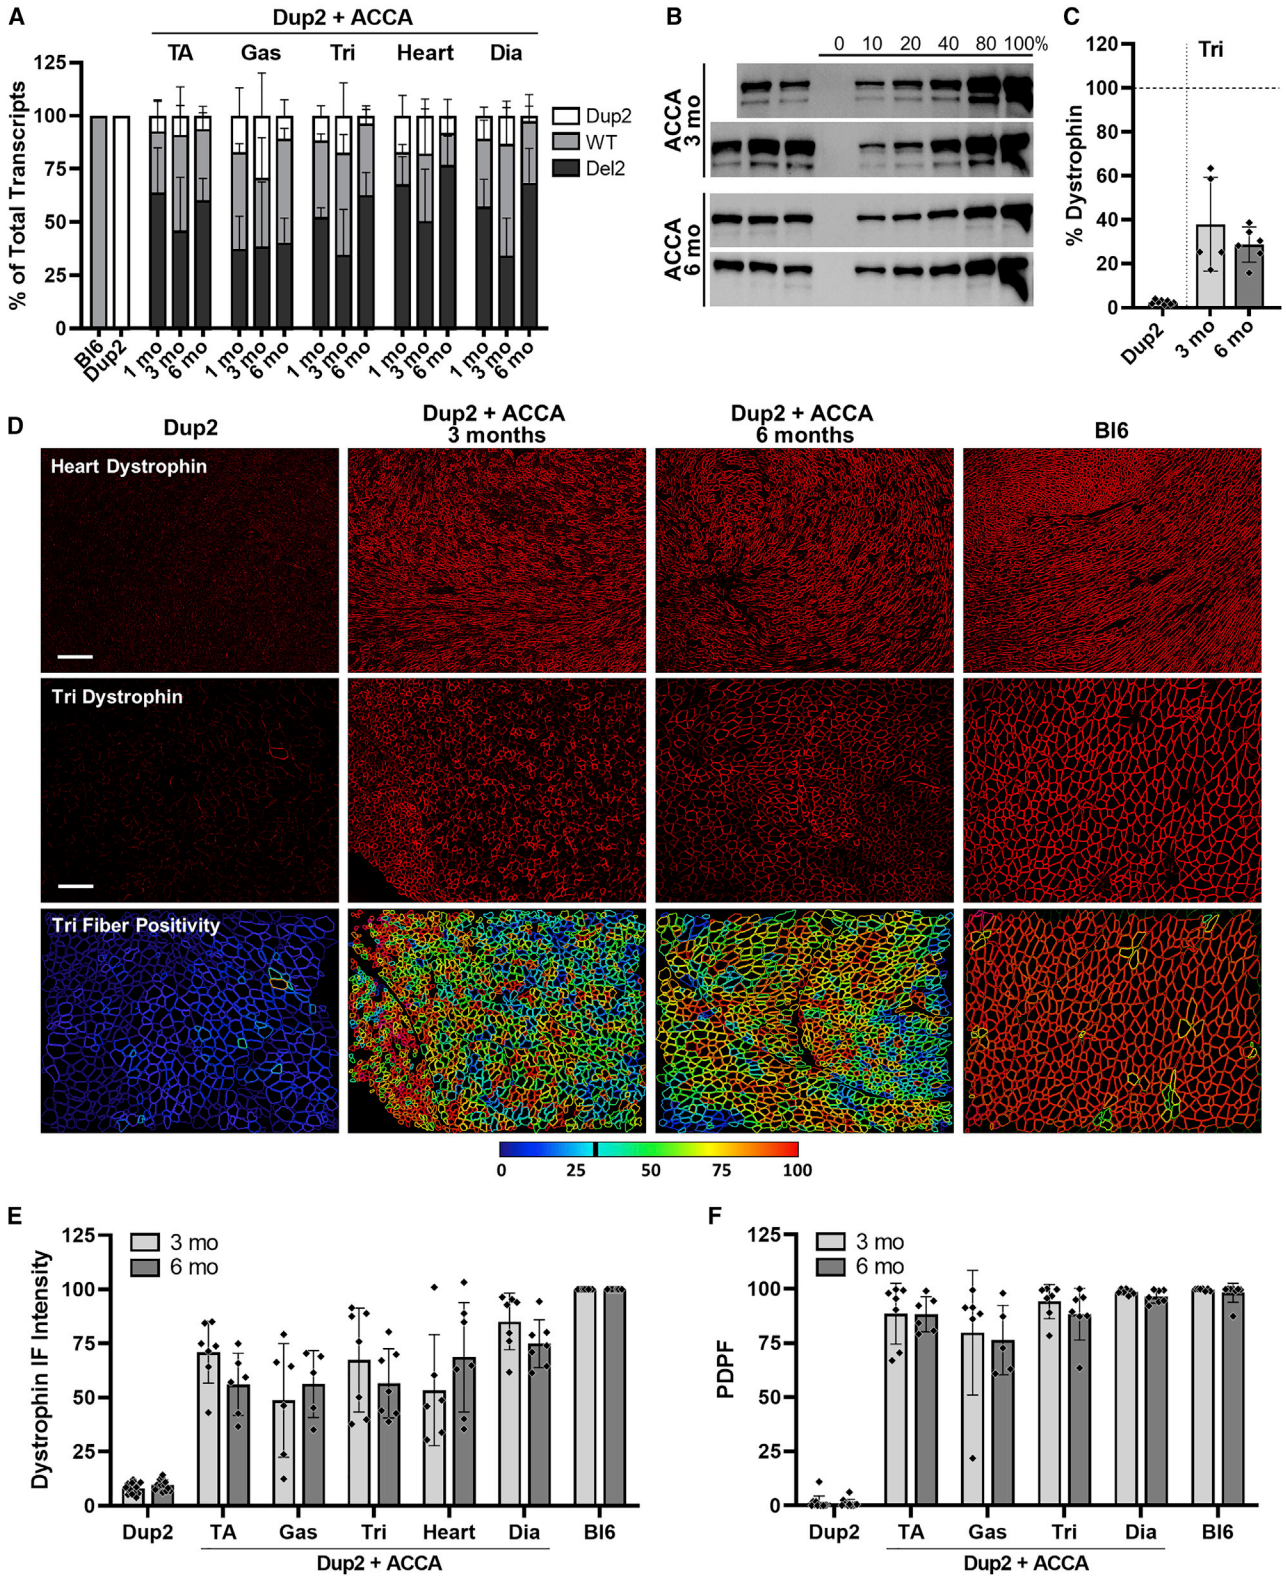 A
Dup2 + ACCA
TA Gas Tri Heart Dia
% of Total Transcripts
125
100
75
50
25
0
Dup2
WT
Del2
Bl6 Dup2 1 mo 3 mo 6 mo 1 mo 3 mo 6 mo 1 mo 3 mo 6 mo 1 mo 3 mo 6 mo 1 mo 3 mo 6 mo
B
0 10 20 40 80 100%
ACCA
3 mo
ACCA
6 mo
C
Tri
% Dystrophin
120
100
80
60
40
20
0
Dup2 3 mo 6 mo
D
Dup2
Dup2 + ACCA
3 months
Dup2 + ACCA
6 months
Bl6
Heart Dystrophin
Tri Dystrophin
Tri Fiber Positivity
0 25 50 75 100
E
Dystrophin IF Intensity
125
100
75
50
25
0
3 mo
6 mo
Dup2 TA Gas Tri Heart Dia Bl6
Dup2 + ACCA
F
PDPF
125
100
75
50
25
0
3 mo
6 mo
Dup2 TA Gas Tri Dia Bl6
Dup2 + ACCA